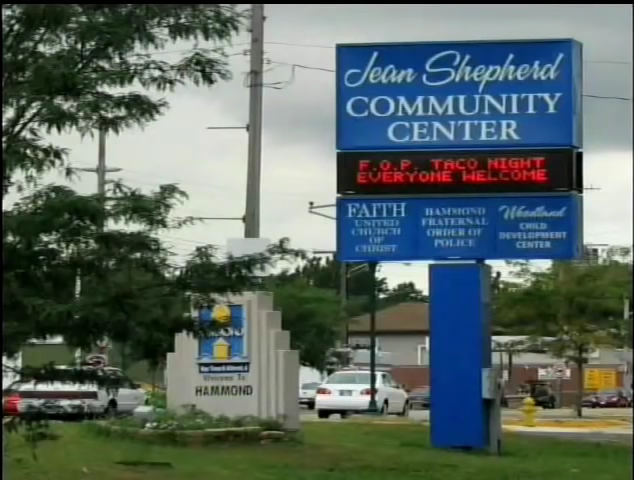 Jean Shepherd
COMMUNITY
CENTER
F.O.P. TACO NIGHT
EVERYONE WELCOME
FAITH
UNITED
CHURCH
OF
CHRIST
HAMMOND
FRATERNAL
ORDER OF
POLICE
Woodland
CHILD
DEVELOPMENT
CENTER
Welcome To
HAMMOND